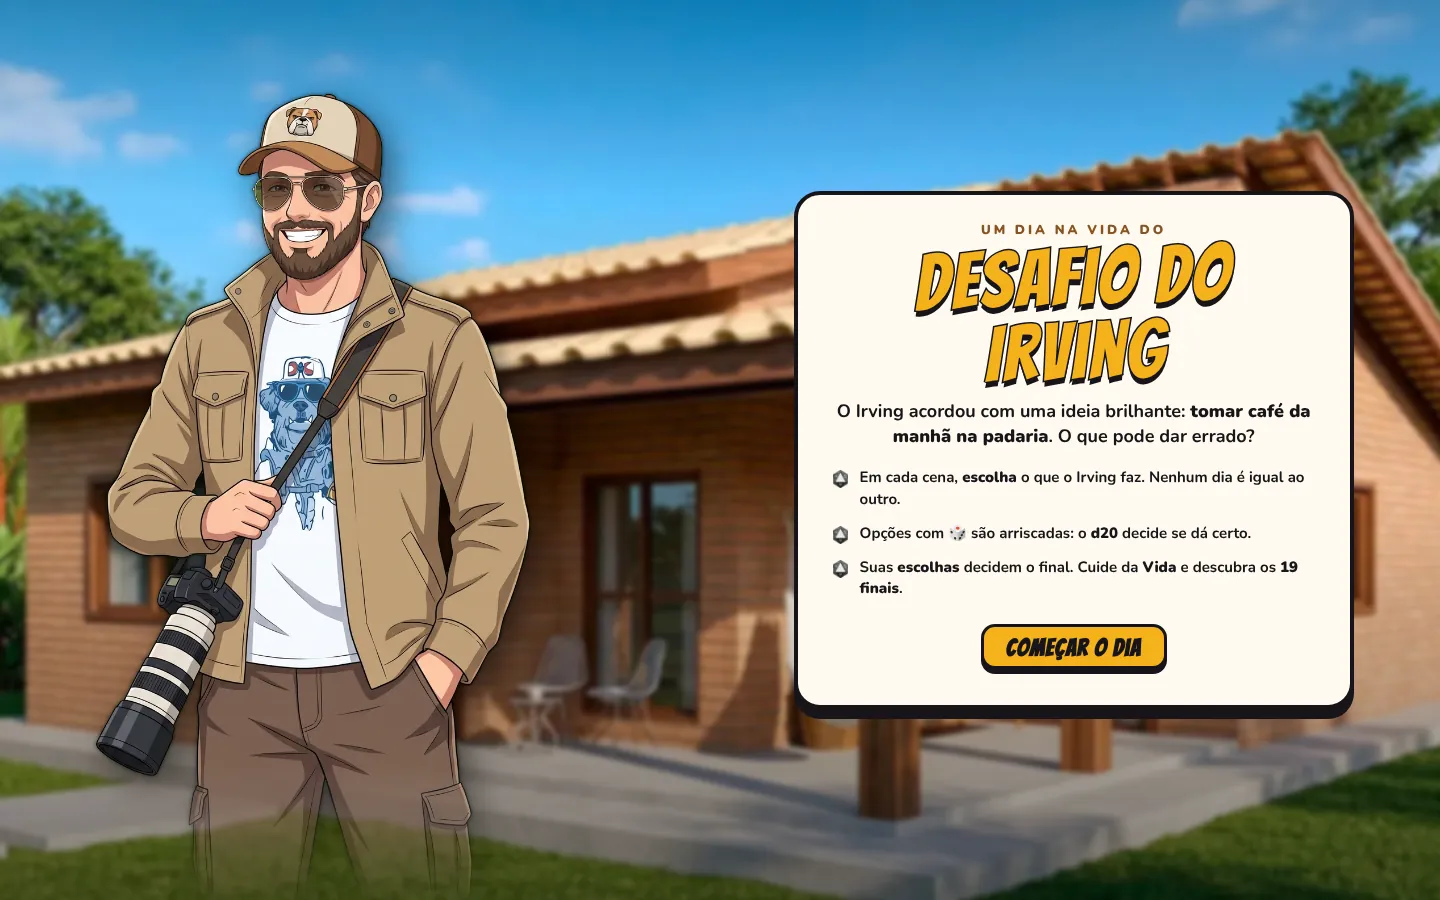 UM DIA NA VIDA DO
DESAFIO DO
IRVING
O Irving acordou com uma ideia brilhante: tomar café da
manhã na padaria. O que pode dar errado?
Em cada cena, escolha o que o Irving faz. Nenhum dia é igual ao
outro.
Opções com 🎲 são arriscadas: o d20 decide se dá certo.
Suas escolhas decidem o final. Cuide da Vida e descubra os 19
finais.
COMEÇAR O DIA